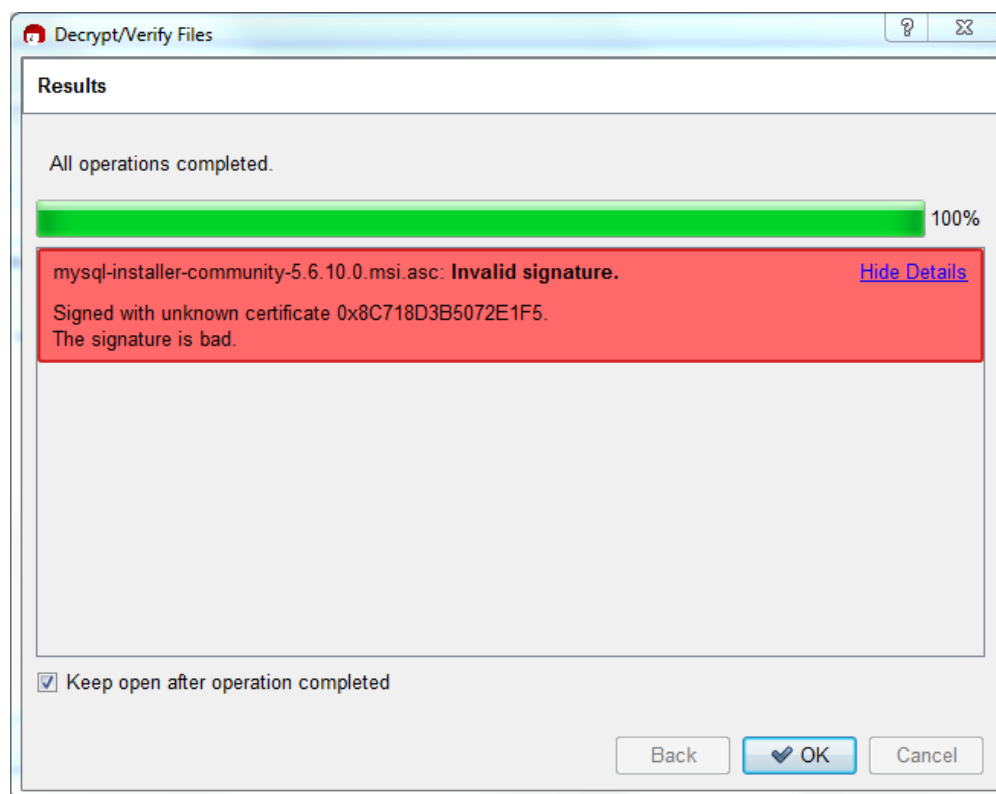 Decrypt/Verify Files
Results
All operations completed.
100%
mysql-installer-community-5.6.10.0.msi.asc: Invalid signature. Hide Details
Signed with unknown certificate 0x8C718D3B5072E1F5.
The signature is bad.
Keep open after operation completed
Back OK Cancel